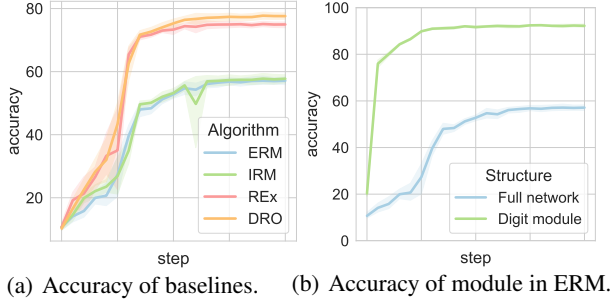 80
60
40
20
accuracy
step
Algorithm
ERM
IRM
REx
DRO
(a) Accuracy of baselines.
100
80
60
40
20
0
accuracy
step
Structure
Full network
Digit module
(b) Accuracy of module in ERM.